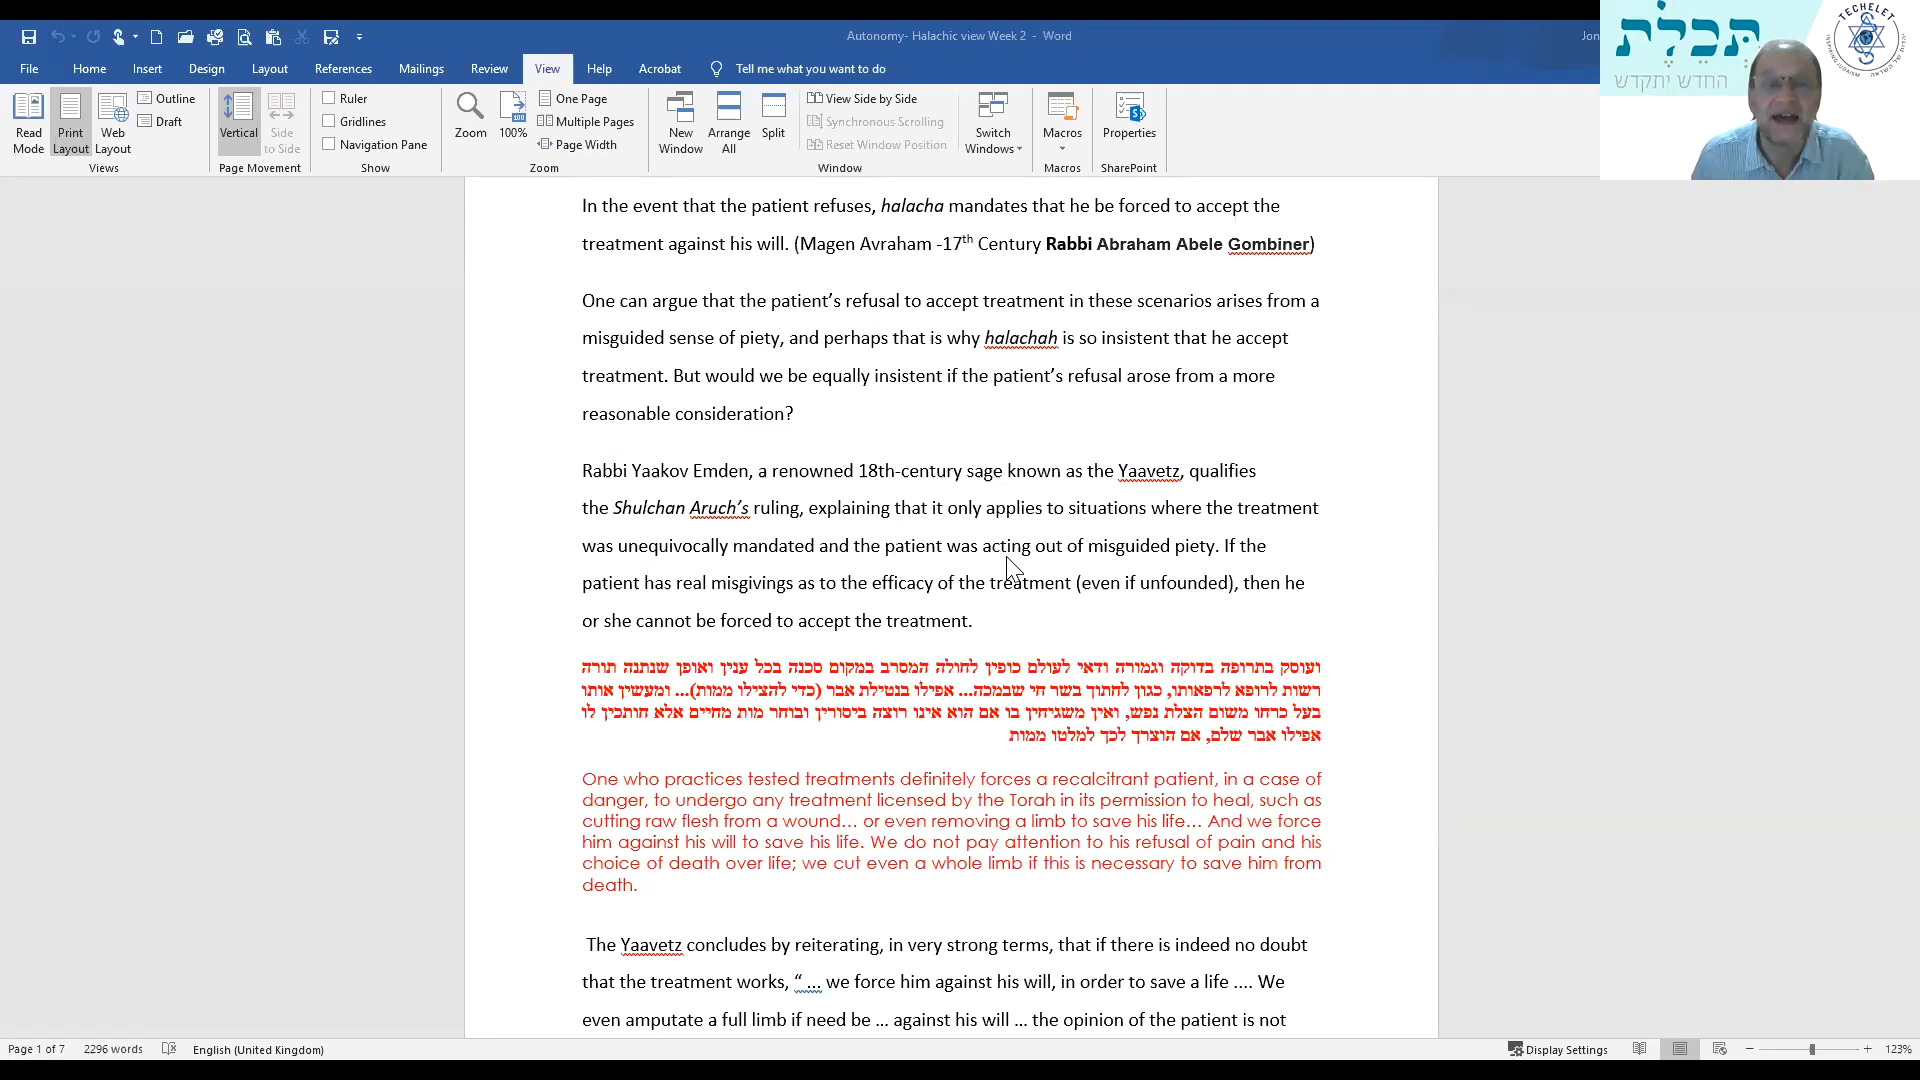 Autonomy- Halachic view Week 2 - Word
Jon
File Home Insert Design Layout References Mailings Review View Help Acrobat Tell me what you want to do
Read Mode
Print Layout
Web Layout
Outline
Draft
Views
Vertical
Side to Side
Page Movement
Ruler
Gridlines
Navigation Pane
Show
Zoom
100%
One Page
Multiple Pages
Page Width
Zoom
New Window
Arrange All
Split
View Side by Side
Synchronous Scrolling
Reset Window Position
Window
Switch Windows
Macros
Macros
Properties
SharePoint
תכלת
החדש יתקדש
TECHELET
INSPIRING JUDAISM
In the event that the patient refuses, halacha mandates that he be forced to accept the
treatment against his will. (Magen Avraham -17th Century Rabbi Abraham Abele Gombiner)
One can argue that the patient’s refusal to accept treatment in these scenarios arises from a
misguided sense of piety, and perhaps that is why halachah is so insistent that he accept
treatment. But would we be equally insistent if the patient’s refusal arose from a more
reasonable consideration?
Rabbi Yaakov Emden, a renowned 18th-century sage known as the Yaavetz, qualifies
the Shulchan Aruch’s ruling, explaining that it only applies to situations where the treatment
was unequivocally mandated and the patient was acting out of misguided piety. If the
patient has real misgivings as to the efficacy of the treatment (even if unfounded), then he
or she cannot be forced to accept the treatment.
ועוסק בתרופה בדוקה וגמורה ודאי לעולם כופין לחולה המסרב במקום סכנה בכל ענין ואופן שנתנה תורה
רשות לרופא לרפאותו, כגון לחתוך בשר חי שבמכה... אפילו בנטילת אבר (כדי להצילו ממות)... ומעשין אותו
בעל כרחו משום הצלת נפש, ואין משגיחין בו אם הוא אינו רוצה ביסורין ובוחר מות מחיים אלא חותכין לו
אפילו אבר שלם, אם הוצרך לכך למלטו ממות
One who practices tested treatments definitely forces a recalcitrant patient, in a case of
danger, to undergo any treatment licensed by the Torah in its permission to heal, such as
cutting raw flesh from a wound… or even removing a limb to save his life… And we force
him against his will to save his life. We do not pay attention to his refusal of pain and his
choice of death over life; we cut even a whole limb if this is necessary to save him from
death.
The Yaavetz concludes by reiterating, in very strong terms, that if there is indeed no doubt
that the treatment works, “ ... we force him against his will, in order to save a life .... We
even amputate a full limb if need be ... against his will ... the opinion of the patient is not
Page 1 of 7 2296 words English (United Kingdom) Display Settings 123%